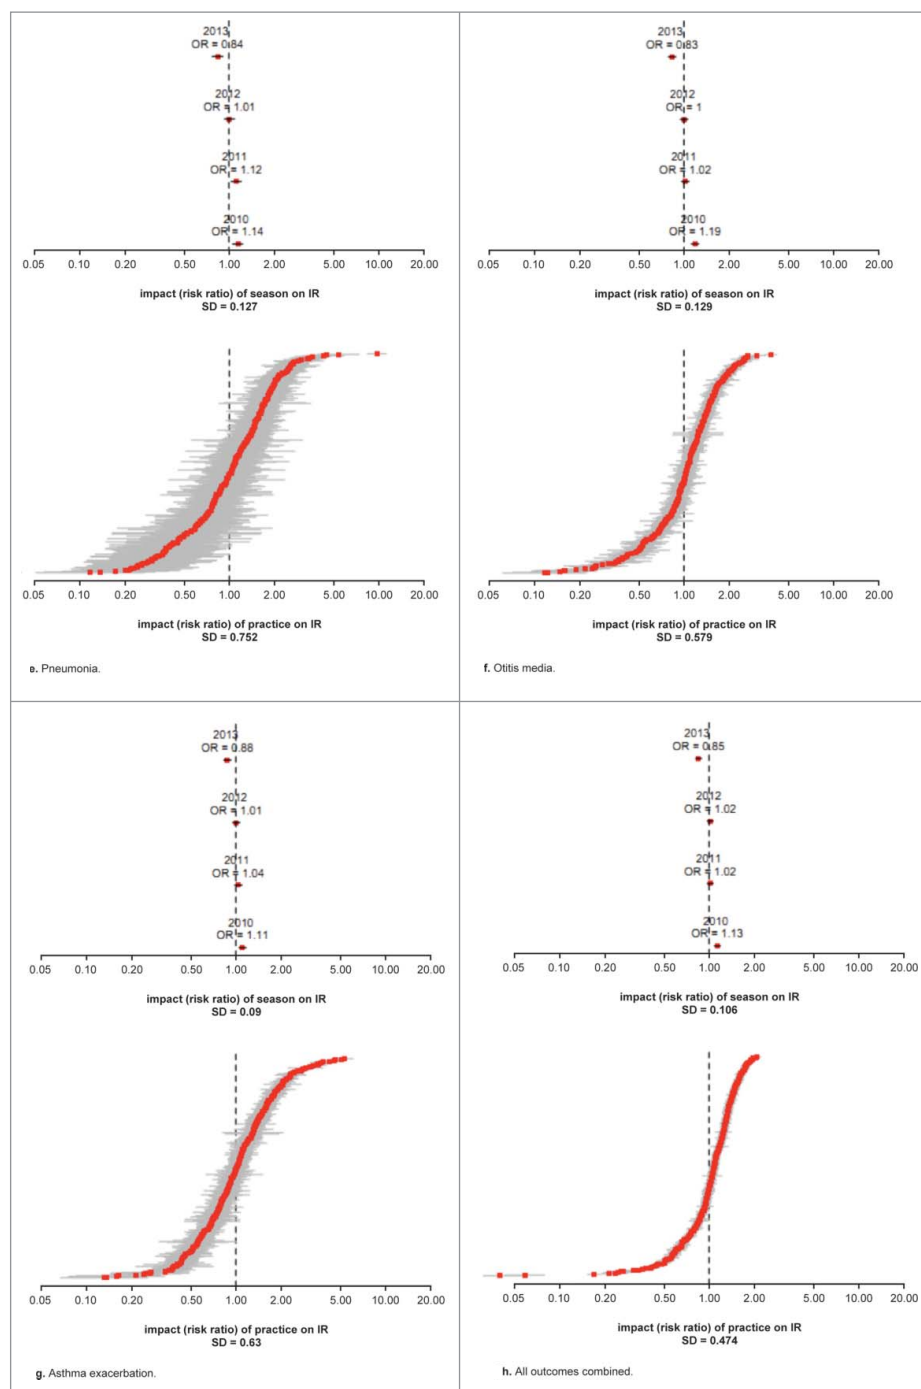 2013
OR = 0.84
2012
OR = 1.01
2011
OR = 1.12
2010
OR = 1.14
0.05 0.10 0.20 0.50 1.00 2.00 5.00 10.00 20.00
impact (risk ratio) of season on IR
SD = 0.127
0.05 0.10 0.20 0.50 1.00 2.00 5.00 10.00 20.00
impact (risk ratio) of practice on IR
SD = 0.752
e. Pneumonia.
2013
OR = 0.83
2012
OR = 1
2011
OR = 1.02
2010
OR = 1.19
0.05 0.10 0.20 0.50 1.00 2.00 5.00 10.00 20.00
impact (risk ratio) of season on IR
SD = 0.129
0.05 0.10 0.20 0.50 1.00 2.00 5.00 10.00 20.00
impact (risk ratio) of practice on IR
SD = 0.579
f. Otitis media.
2013
OR = 0.88
2012
OR = 1.01
2011
OR = 1.04
2010
OR = 1.11
0.05 0.10 0.20 0.50 1.00 2.00 5.00 10.00 20.00
impact (risk ratio) of season on IR
SD = 0.09
0.05 0.10 0.20 0.50 1.00 2.00 5.00 10.00 20.00
impact (risk ratio) of practice on IR
SD = 0.63
g. Asthma exacerbation.
2013
OR = 0.85
2012
OR = 1.02
2011
OR = 1.02
2010
OR = 1.13
0.05 0.10 0.20 0.50 1.00 2.00 5.00 10.00 20.00
impact (risk ratio) of season on IR
SD = 0.106
0.05 0.10 0.20 0.50 1.00 2.00 5.00 10.00 20.00
impact (risk ratio) of practice on IR
SD = 0.474
h. All outcomes combined.